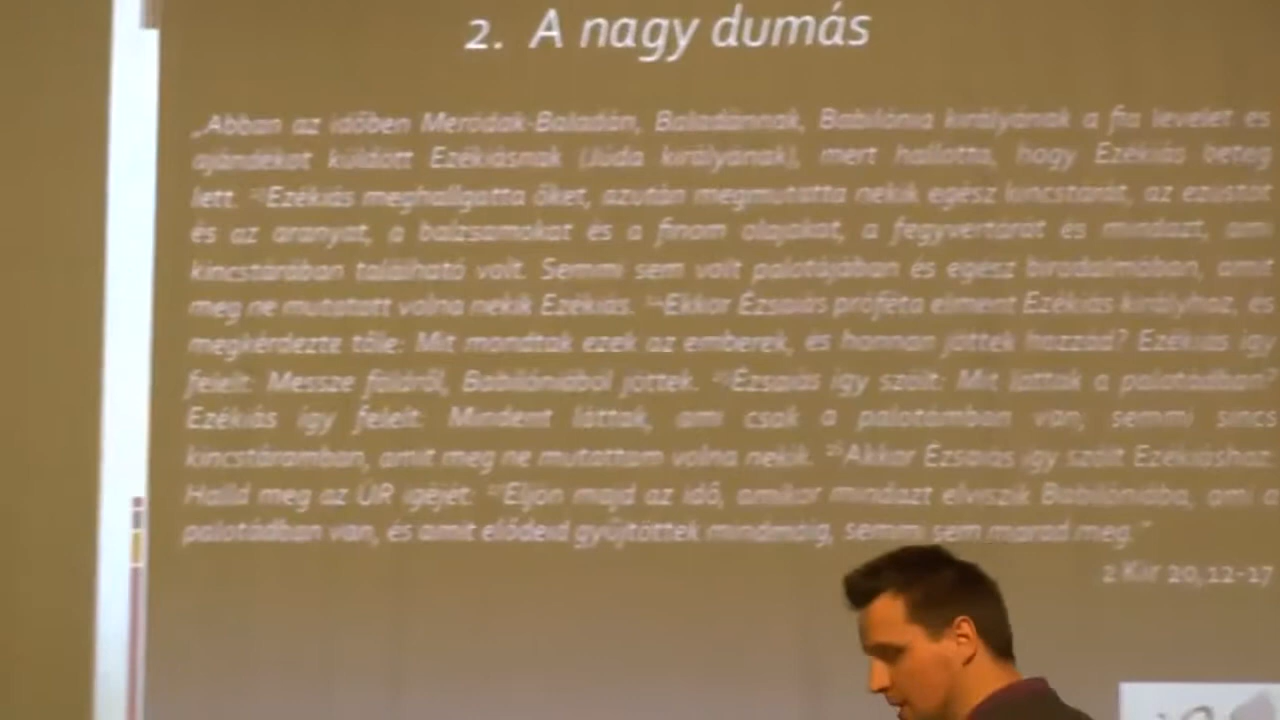 2. A nagy dumás
„Abban az időben Meródak-Baladán, Baladánnak, Babilónia királyának a fia levelet és
ajándékot küldött Ezékiásnak (Júda királyának), mert hallotta, hogy Ezékiás beteg
lett. 13Ezékiás meghallgatta őket, azután megmutatta nekik egész kincstárát, az ezüstöt
és az aranyat, a balzsamokat és a finom olajokat, a fegyvertárát és mindazt, ami
kincstárában található volt. Semmi sem volt palotájában és egész birodalmában, amit
meg ne mutatott volna nekik Ezékiás. 14Ekkor Ézsaiás próféta elment Ezékiás királyhoz, és
megkérdezte tőle: Mit mondtak ezek az emberek, és honnan jöttek hozzád? Ezékiás így
felelt: Messze földről, Babilóniából jöttek. 15Ézsaiás így szólt: Mit láttak a palotádban?
Ezékiás így felelt: Mindent láttak, ami csak a palotámban van; semmi sincs
kincstáramban, amit meg ne mutattam volna nekik. 16Akkor Ézsaiás így szólt Ezékiáshoz:
Halld meg az ÚR igéjét: 17Eljön majd az idő, amikor mindazt elviszik Babilóniába, ami a
palotádban van, és amit elődeid gyűjtöttek mindmáig, semmi sem marad meg."
2 Kir 20,12-17